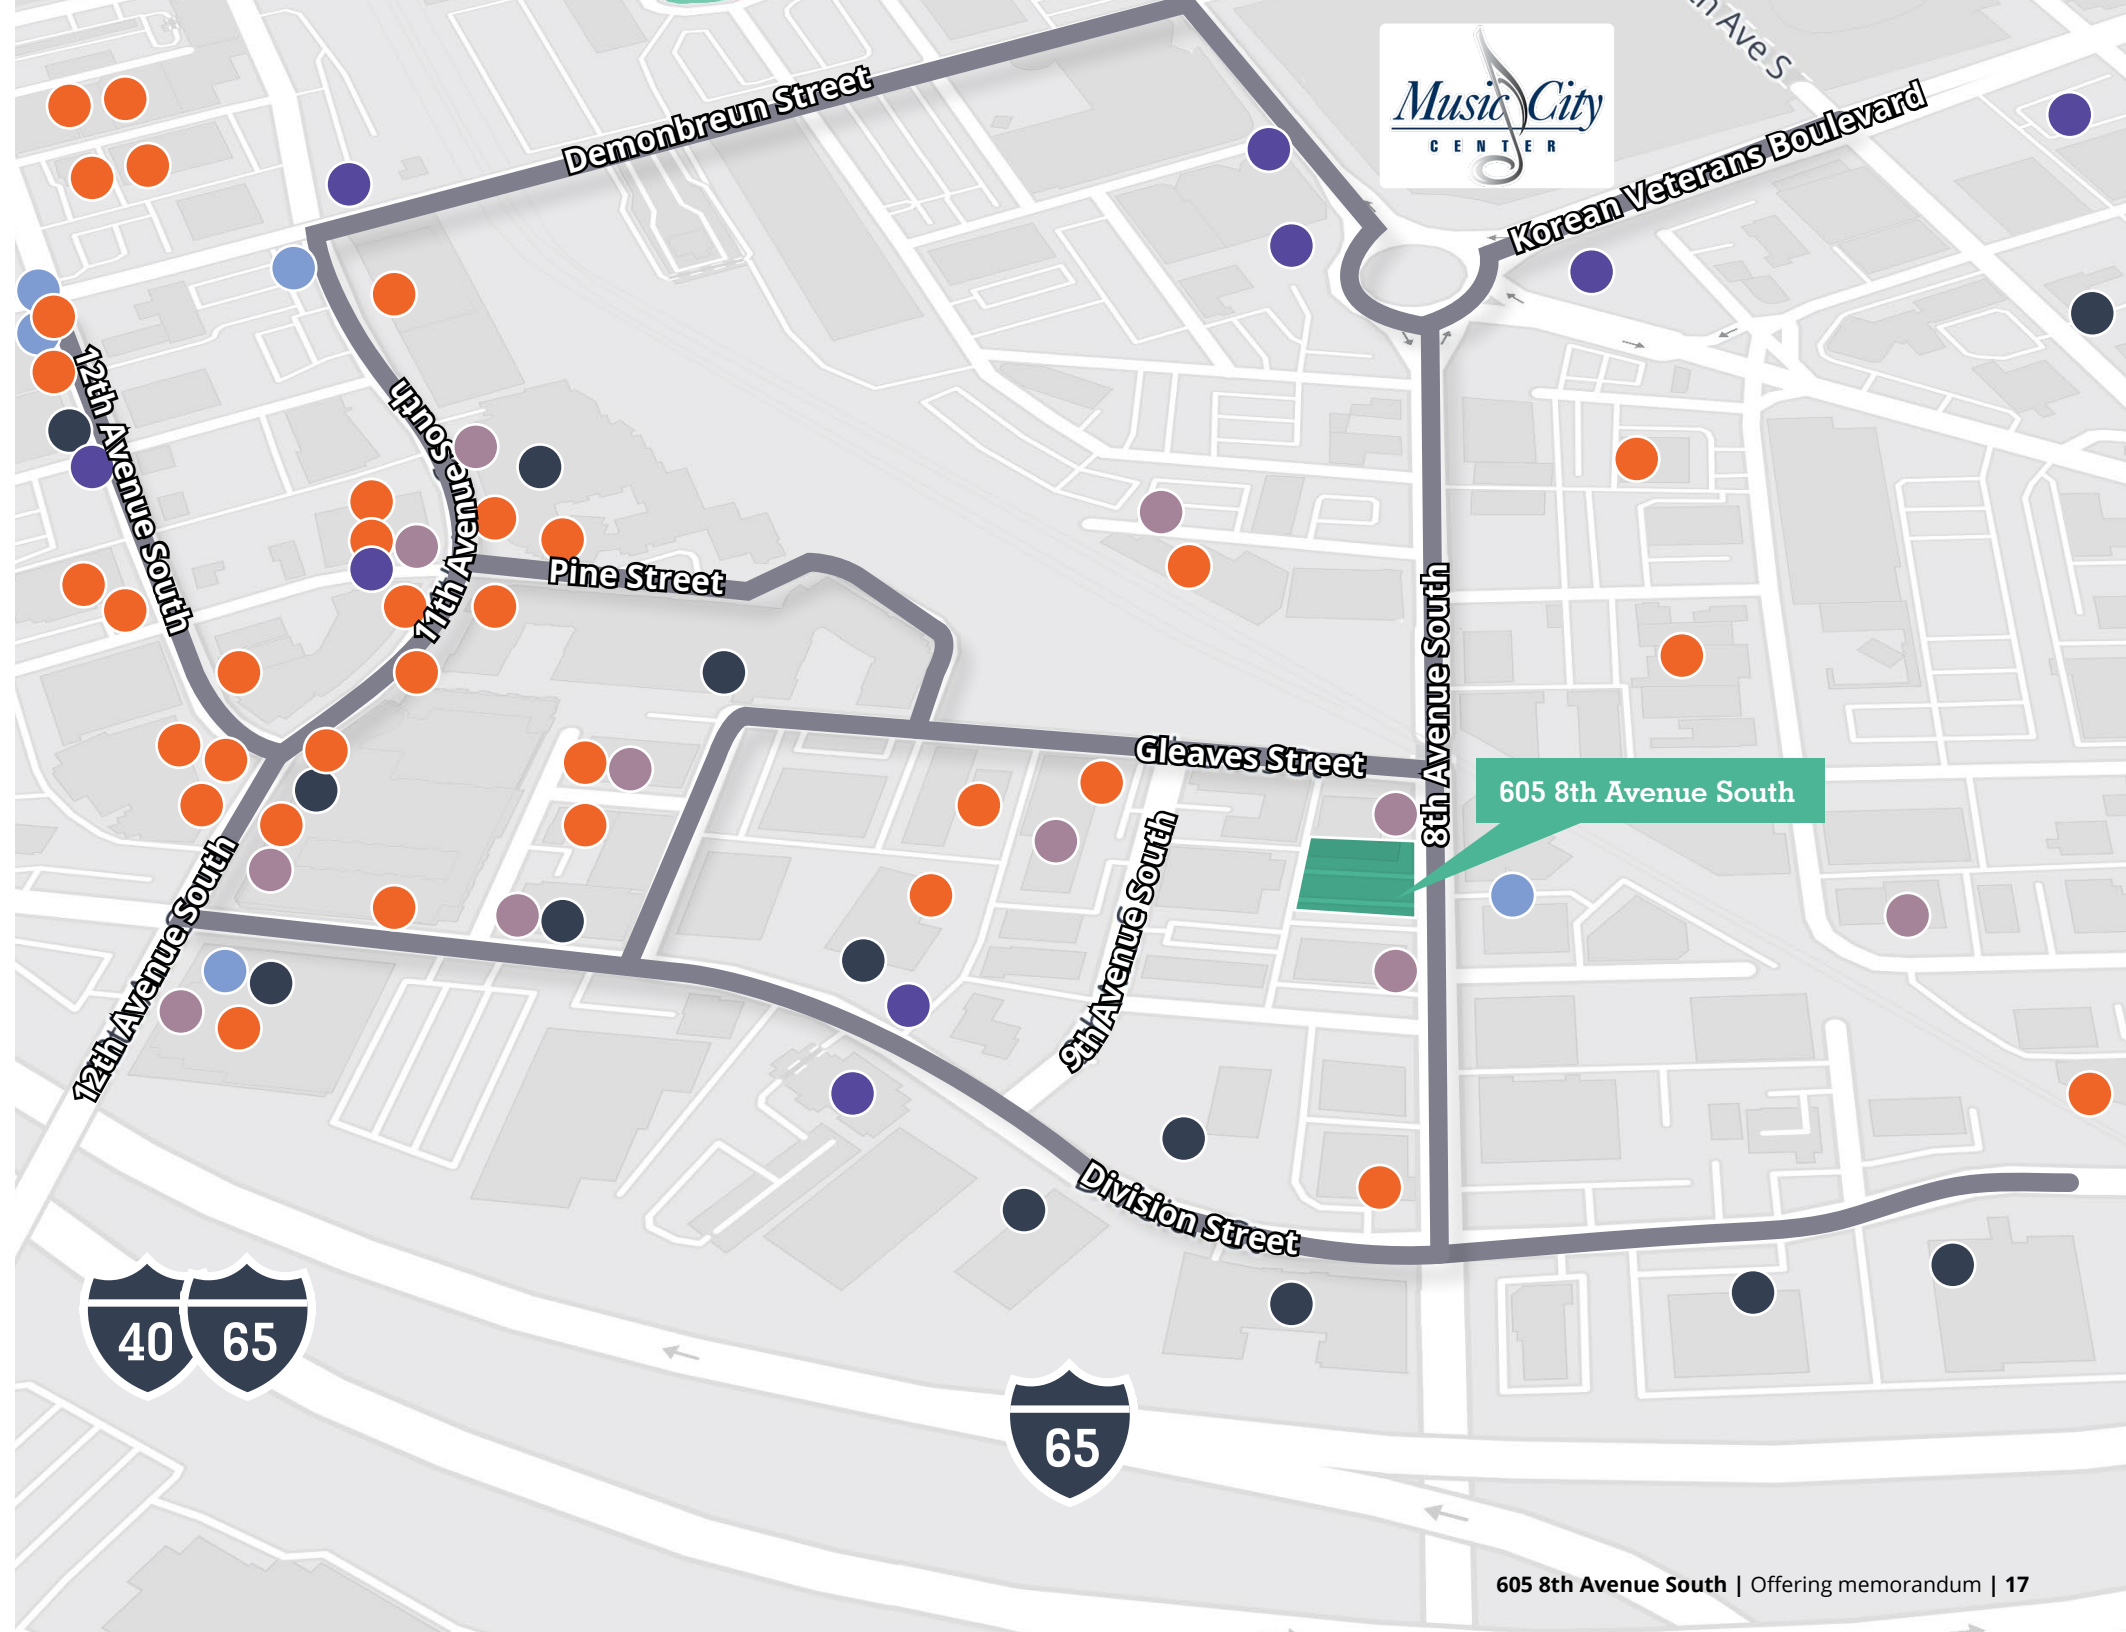 th Ave S
Music City
CENTER
Demonbreun Street
Korean Veterans Boulevard
12th Avenue South
11th Avenue South
Pine Street
8th Avenue South
Gleaves Street
605 8th Avenue South
9th Avenue South
12th Avenue South
Division Street
40
65
65
605 8th Avenue South | Offering memorandum | 17